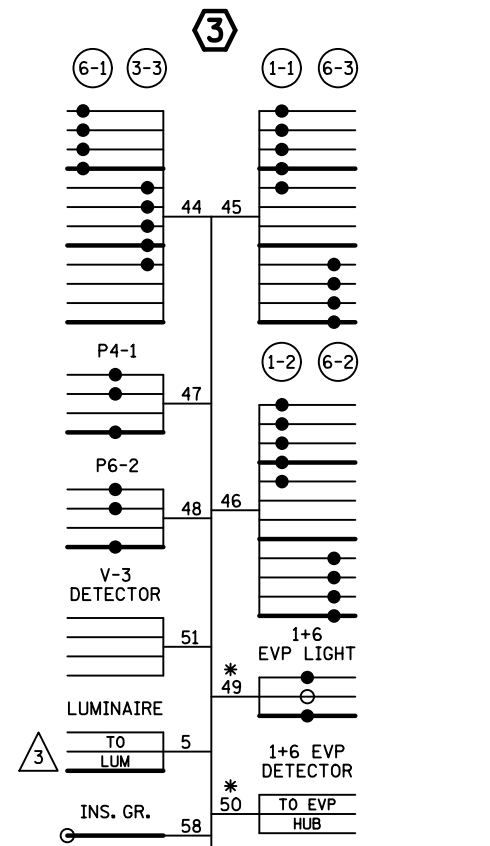 3
6-1 3-3 1-1 6-3
44 45
P4-1
1-2 6-2
47
P6-2
48 46
V-3
DETECTOR
51
1+6
EVP LIGHT
*
49
LUMINAIRE
3
TO
LUM
5
1+6 EVP
DETECTOR
*
50
TO EVP
HUB
INS. GR.
58